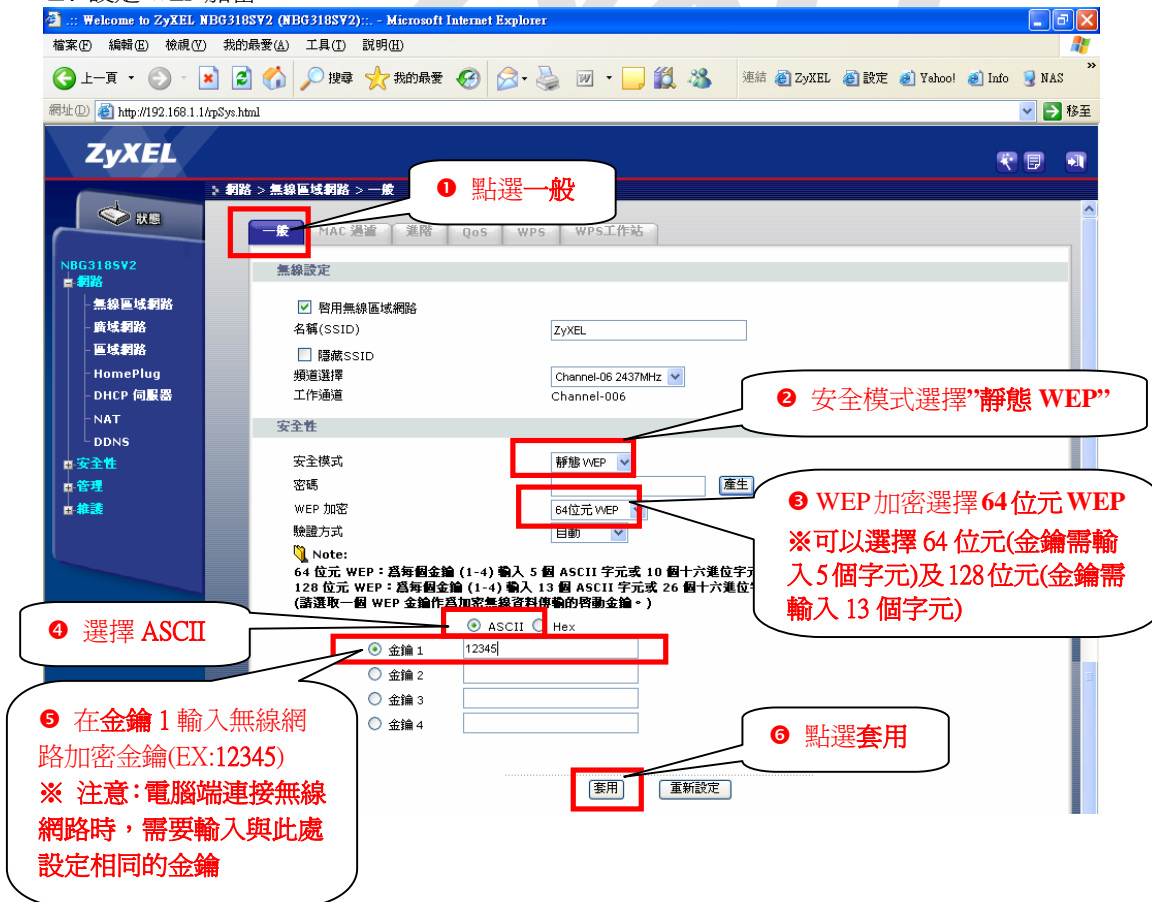 .:: Welcome to ZyXEL NBG318SV2 (NBG318SV2)::. - Microsoft Internet Explorer
檔案(F) 編輯(E) 檢視(V) 我的最愛(A) 工具(T) 說明(H)
上一頁 搜尋 我的最愛 連結 ZyXEL 設定 Yahoo! Info NAS »
網址(D) http://192.168.1.1/rpSys.html 移至
ZyXEL
網路 > 無線區域網路 > 一般
❶ 點選一般
狀態
一般 MAC 過濾 進階 QoS WPS WPS工作站
NBG318SV2
網路
無線區域網路
廣域網路
區域網路
HomePlug
DHCP 伺服器
NAT
DDNS
安全性
管理
維護
無線設定
啓用無線區域網路
名稱(SSID) ZyXEL
隱藏SSID
頻道選擇 Channel-06 2437MHz
工作通道 Channel-006
❷ 安全模式選擇”靜態 WEP”
安全性
安全模式 靜態 WEP
密碼 產生
WEP 加密 64位元 WEP
驗證方式 自動
❸ WEP 加密選擇 64 位元 WEP
※可以選擇 64 位元(金鑰需輸
入 5 個字元)及 128 位元(金鑰需
輸入 13 個字元)
Note:
64 位元 WEP：爲每個金鑰 (1-4) 輸入 5 個 ASCII 字元或 10 個十六進位字元
128 位元 WEP：爲每個金鑰 (1-4) 輸入 13 個 ASCII 字元或 26 個十六進位
(請選取一個 WEP 金鑰作爲加密無線資料傳輸的啓動金鑰。)
❹ 選擇 ASCII
ASCII Hex
金鑰 1 12345
金鑰 2
金鑰 3
金鑰 4
❺ 在金鑰 1 輸入無線網
路加密金鑰(EX:12345)
※ 注意：電腦端連接無線
網路時，需要輸入與此處
設定相同的金鑰
❻ 點選套用
套用 重新設定